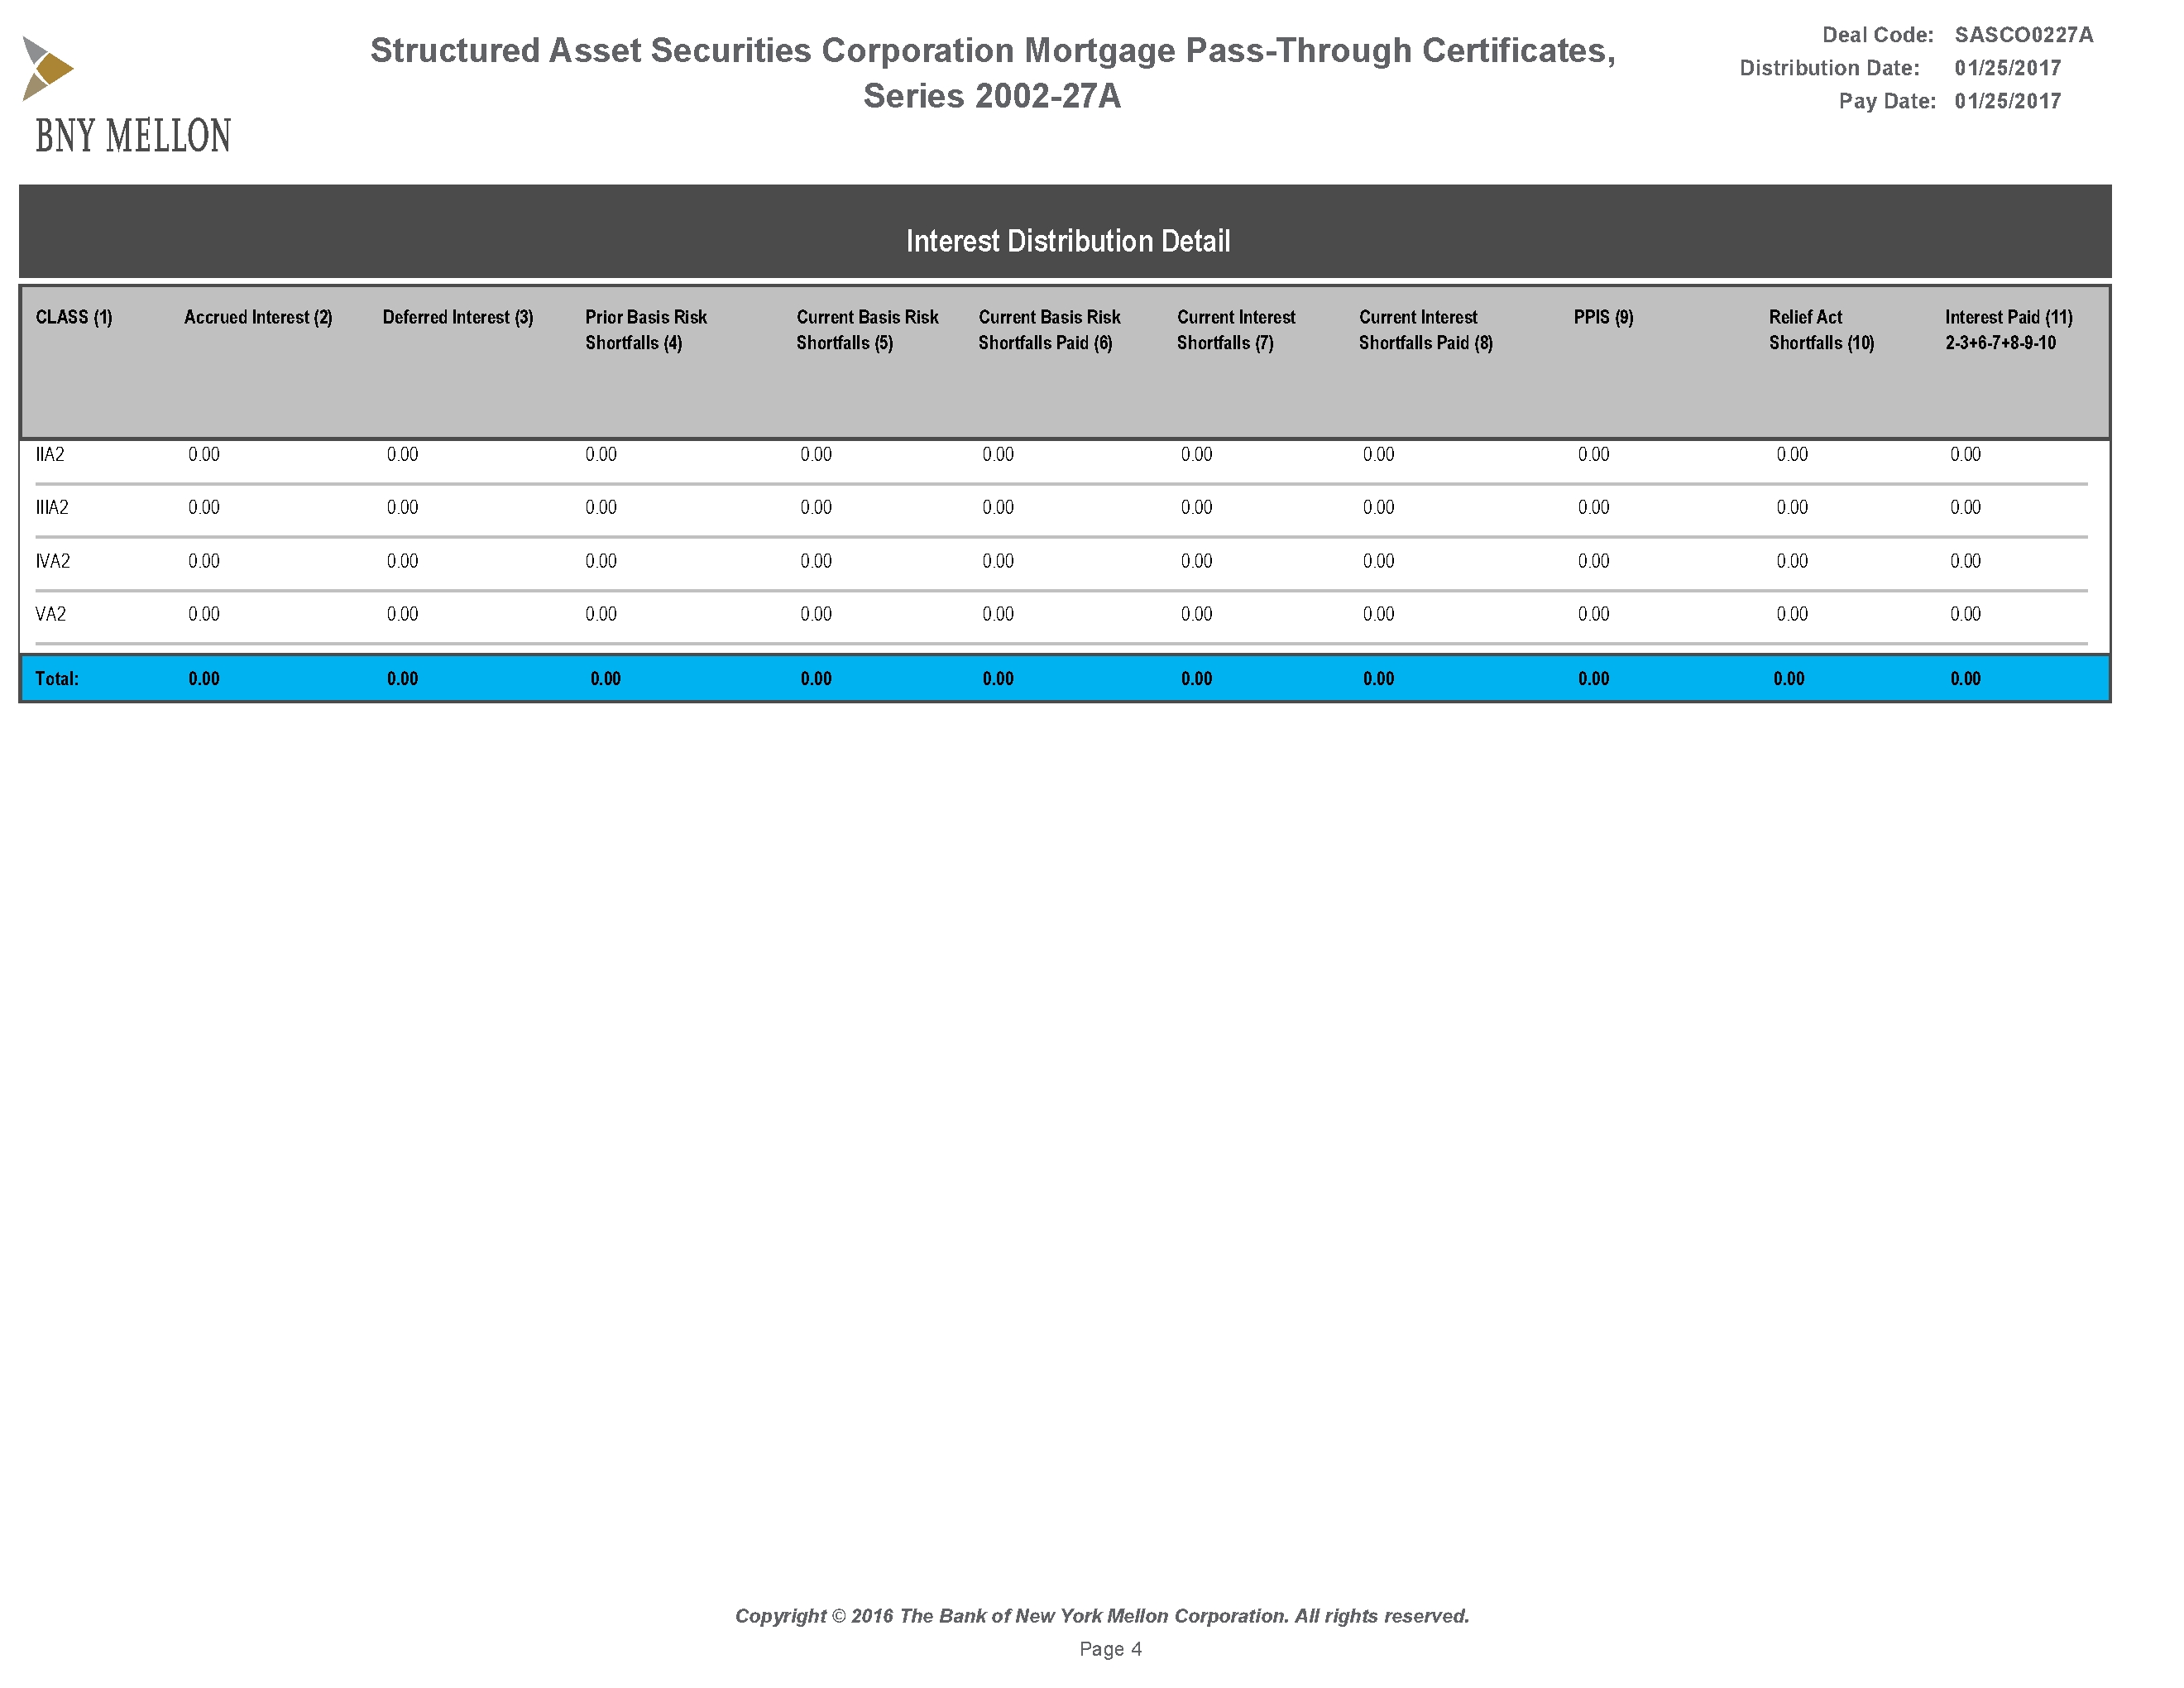 BNY MELLON
Structured Asset Securities Corporation Mortgage Pass-Through Certificates,
Series 2002-27A
Deal Code: SASCO0227A
Distribution Date: 01/25/2017
Pay Date: 01/25/2017
Interest Distribution Detail
CLASS (1) Accrued Interest (2) Deferred Interest (3) Prior Basis Risk Current Basis Risk Current Basis Risk Current Interest Current Interest PPIS (9) Relief Act Interest Paid (11)
Shortfalls (4) Shortfalls (5) Shortfalls Paid (6) Shortfalls (7) Shortfalls Paid (8) Shortfalls (10) 2-3+6-7+8-9-10
IIA2 0.00 0.00 0.00 0.00 0.00 0.00 0.00 0.00 0.00 0.00
IIIA2 0.00 0.00 0.00 0.00 0.00 0.00 0.00 0.00 0.00 0.00
IVA2 0.00 0.00 0.00 0.00 0.00 0.00 0.00 0.00 0.00 0.00
VA2 0.00 0.00 0.00 0.00 0.00 0.00 0.00 0.00 0.00 0.00
Total: 0.00 0.00 0.00 0.00 0.00 0.00 0.00 0.00 0.00 0.00
Copyright © 2016 The Bank of New York Mellon Corporation. All rights reserved.
Page 4